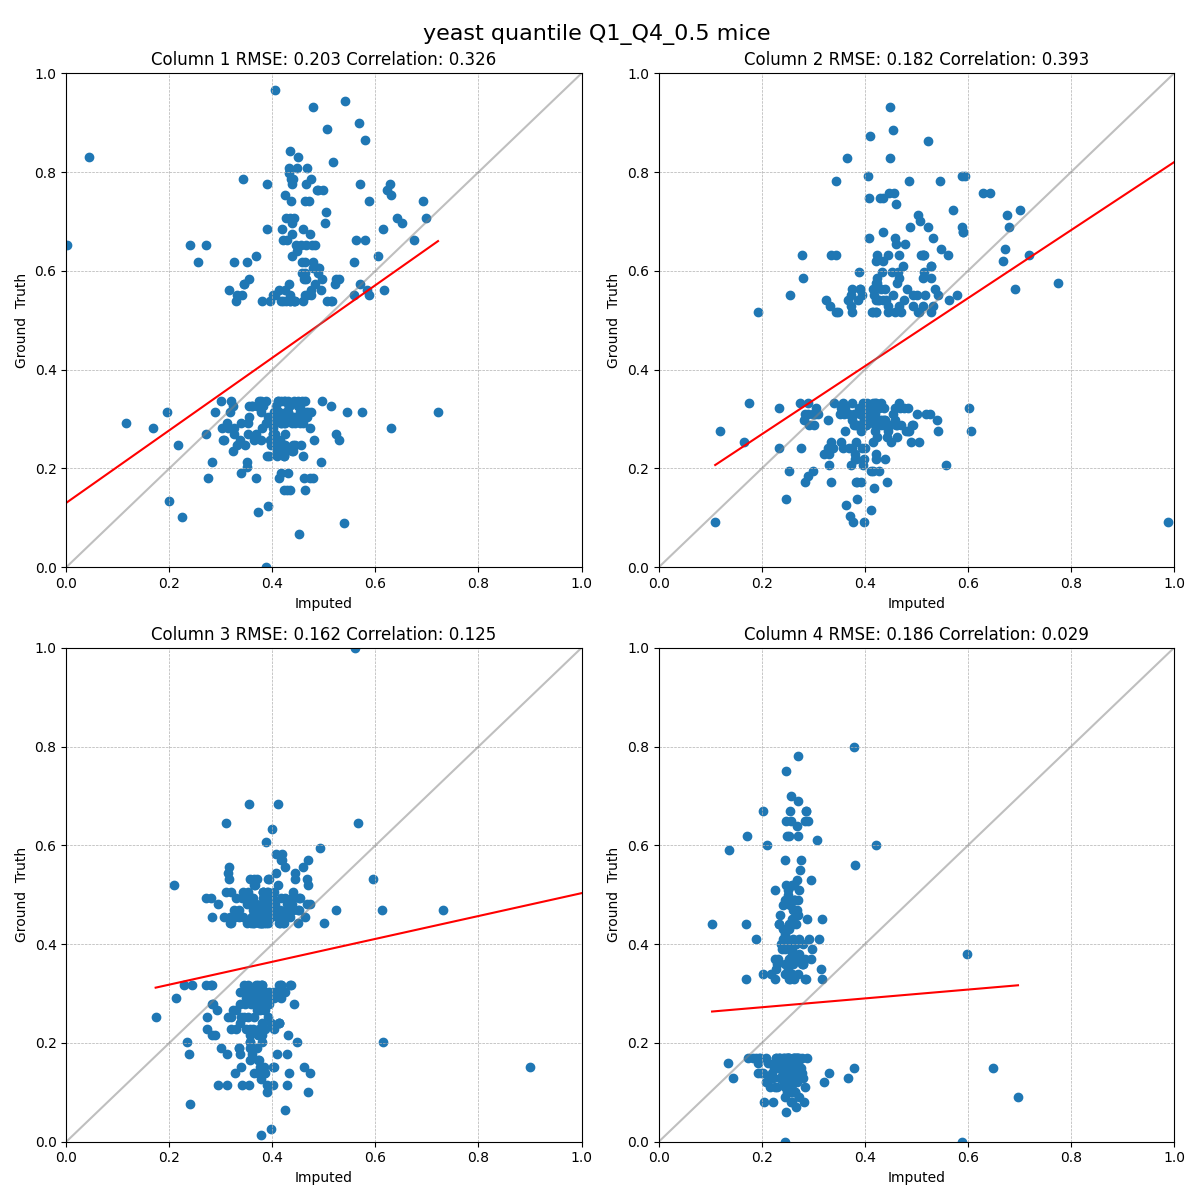 yeast quantile Q1_Q4_0.5 mice
Column 1 RMSE: 0.203 Correlation: 0.326
1.0
0.8
0.6
0.4
0.2
0.0
Ground Truth
0.0 0.2 0.4 0.6 0.8 1.0
Imputed
Column 2 RMSE: 0.182 Correlation: 0.393
1.0
0.8
0.6
0.4
0.2
0.0
Ground Truth
0.0 0.2 0.4 0.6 0.8 1.0
Imputed
Column 3 RMSE: 0.162 Correlation: 0.125
1.0
0.8
0.6
0.4
0.2
0.0
Ground Truth
0.0 0.2 0.4 0.6 0.8 1.0
Imputed
Column 4 RMSE: 0.186 Correlation: 0.029
1.0
0.8
0.6
0.4
0.2
0.0
Ground Truth
0.0 0.2 0.4 0.6 0.8 1.0
Imputed